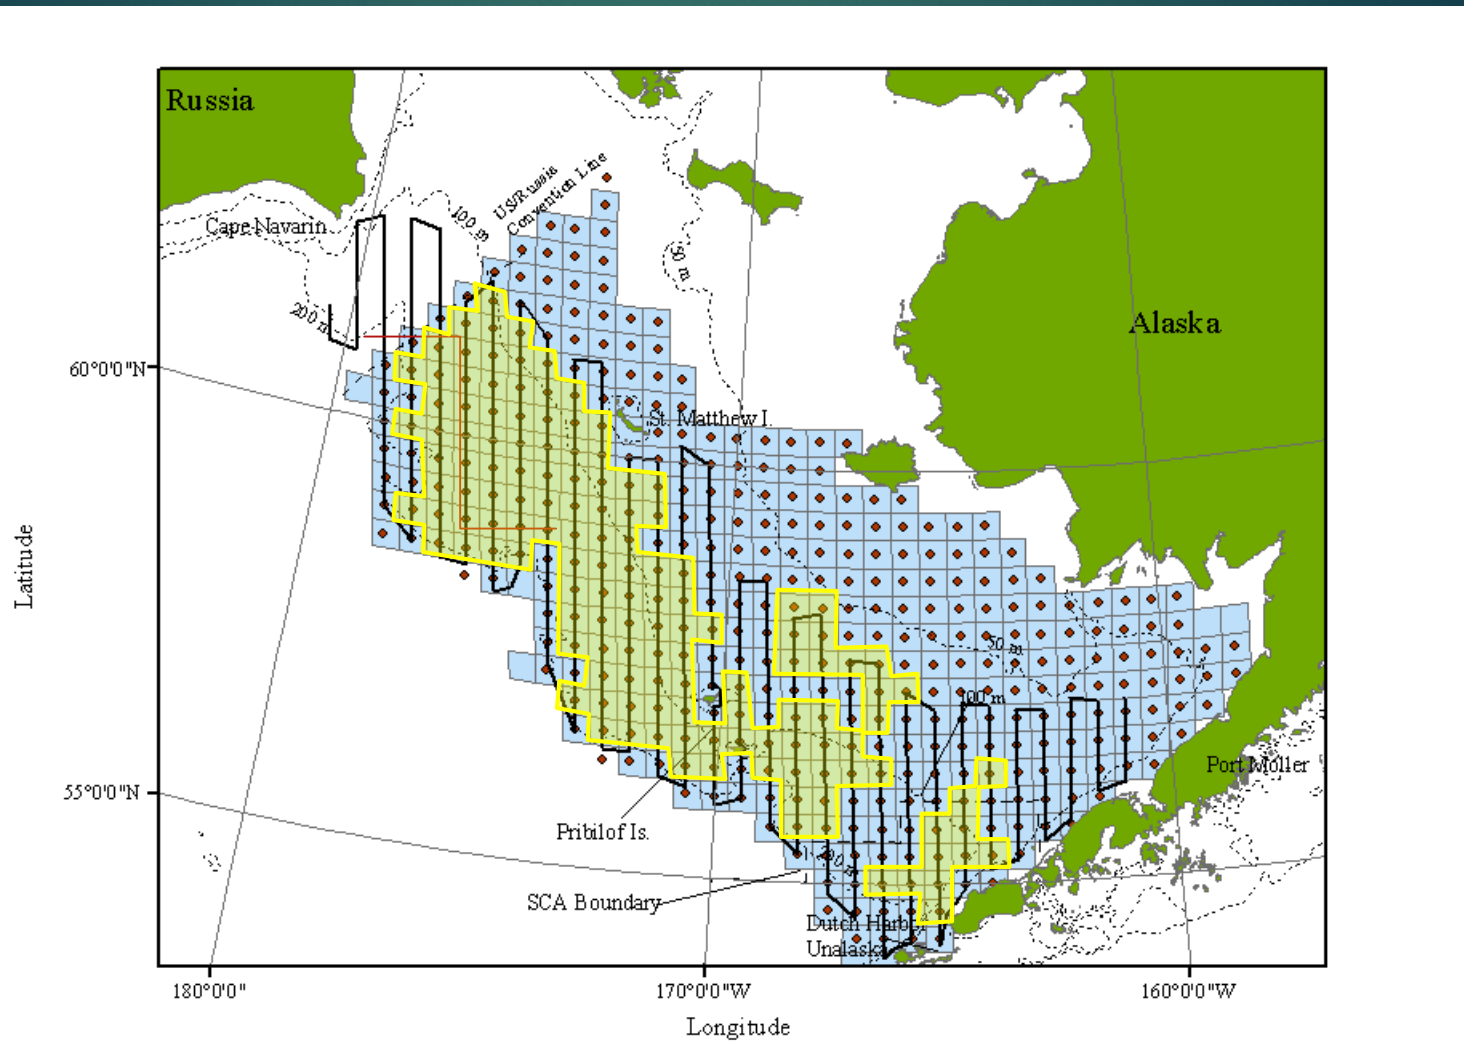 Russia
US/Russia
Convention Line
100 m
Cape Navarin
50 m
200 m
Alaska
60°0'0"N
St. Matthew I.
Latitude
50 m
100 m
Port Moller
55°0'0"N
Pribilof Is.
SCA Boundary
Dutch Harbor
Unalaska
180°0'0"
170°0'0"W
160°0'0"W
Longitude